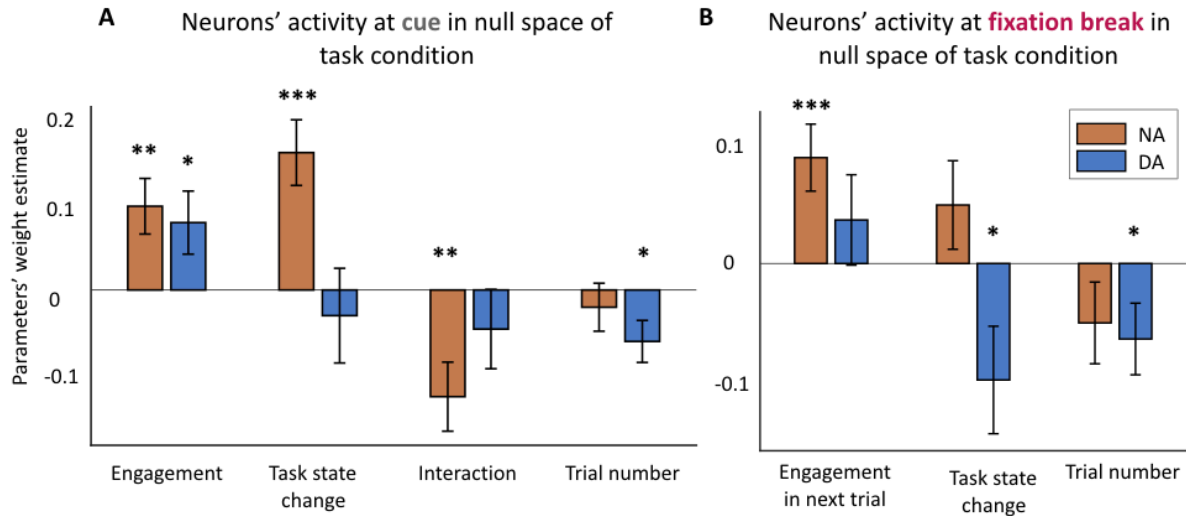 A
Neurons’ activity at cue in null space of
task condition
Parameters’ weight estimate
0.2
0.1
0
-0.1
***
**
*
**
*
Engagement
Task state
change
Interaction
Trial number
B
Neurons’ activity at fixation break in
null space of task condition
0.1
0
-0.1
***
*
*
NA
DA
Engagement
in next trial
Task state
change
Trial number